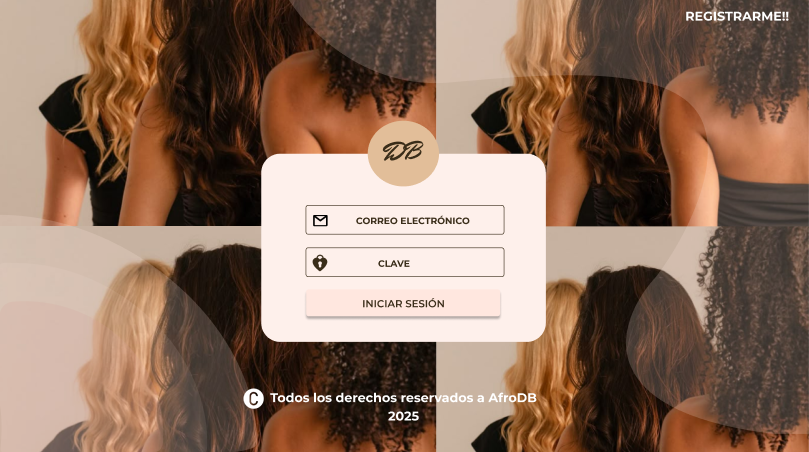 REGISTRARME!!
DB
CORREO ELECTRÓNICO
CLAVE
INICIAR SESIÓN
© Todos los derechos reservados a AfroDB
2025